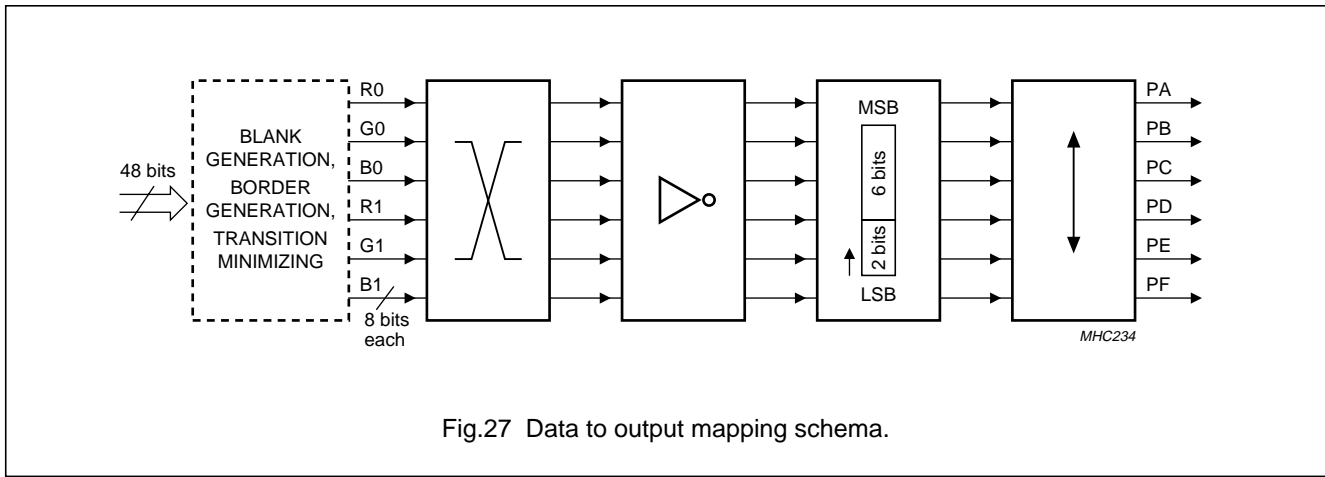 48 bits
BLANK
GENERATION,
BORDER
GENERATION,
TRANSITION
MINIMIZING
R0
G0
B0
R1
G1
B1
8 bits
each
MSB
6 bits
2 bits
LSB
PA
PB
PC
PD
PE
PF
MHC234
Fig.27 Data to output mapping schema.